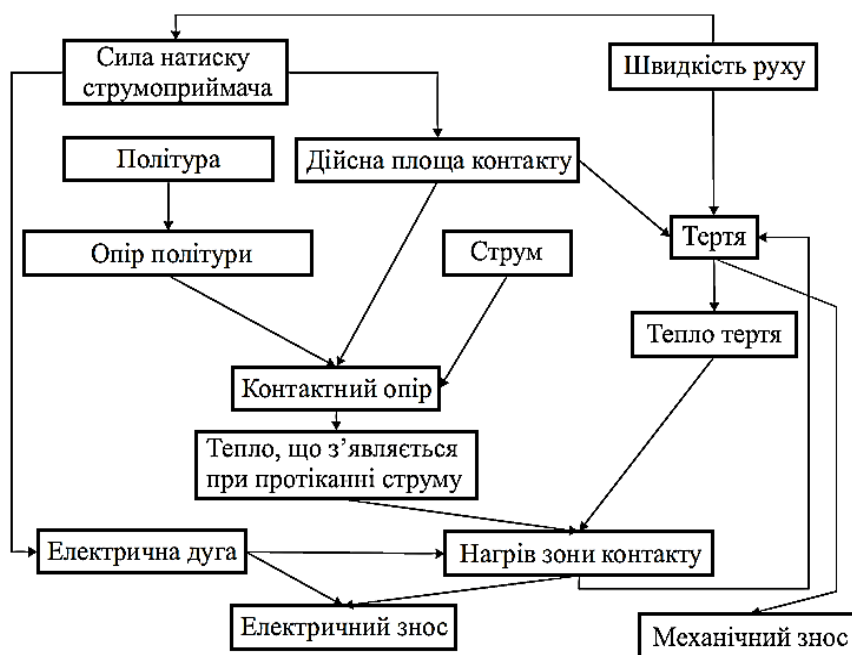 Сила натиску
струмоприймача
Швидкість руху
Політура
Дійсна площа контакту
Опір політури
Струм
Тертя
Тепло тертя
Контактний опір
Тепло, що з’являється
при протіканні струму
Електрична дуга
Нагрів зони контакту
Електричний знос
Механічний знос